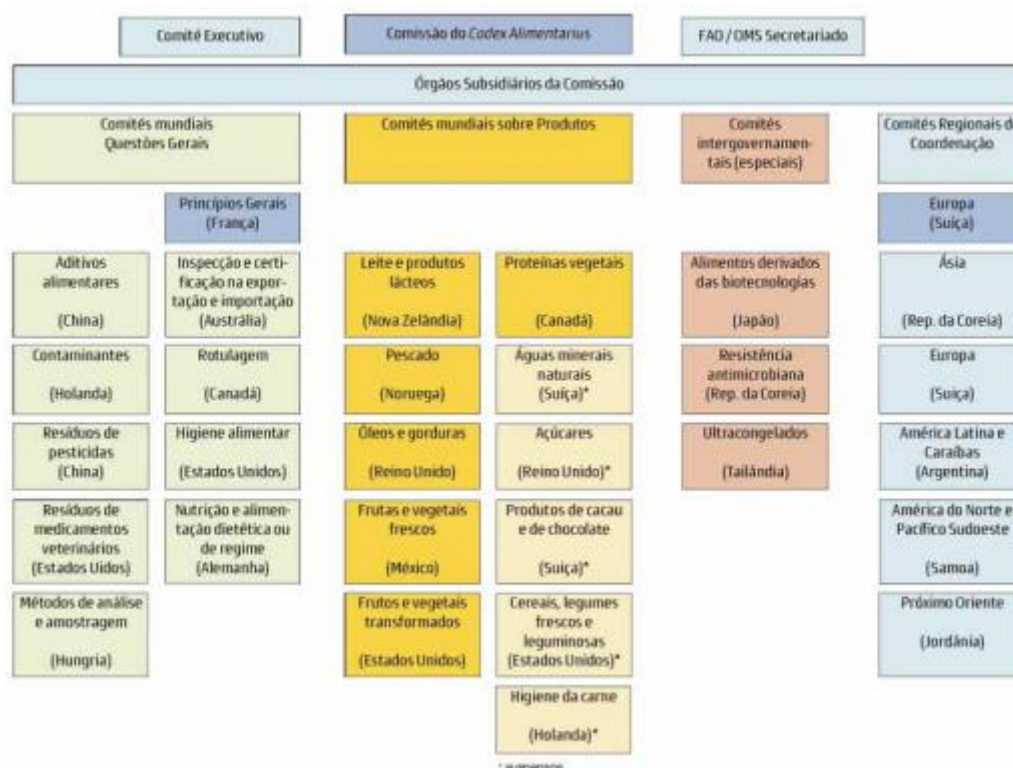 Comité Executivo
Comissão do Codex Alimentarius
FAO / OMS Secretariado
Órgãos Subsidiários da Comissão
Comités mundiais
Questões Gerais
Comités mundiais sobre Produtos
Comités
intergovernamen-
tais (especiais)
Comités Regionais d
Coordenação
Princípios Gerais
(França)
Europa
(Suiça)
Aditivos
alimentares
(China)
Inspecção e certi-
ficação na expor-
tação e importação
(Austrália)
Leite e produtos
lácteos
(Nova Zelândia)
Proteínas vegetais
(Canadá)
Alimentos derivados
das biotecnologias
(Japão)
Ásia
(Rep. da Coreia)
Contaminantes
(Holanda)
Rotulagem
(Canadá)
Pescado
(Noruega)
Águas minerais
naturais
(Suíça)*
Resistência
antimicrobiana
(Rep. da Coreia)
Europa
(Suiça)
Resíduos de
pesticidas
(China)
Higiene alimentar
(Estados Unidos)
Óleos e gorduras
(Reino Unido)
Açúcares
(Reino Unido)*
Ultracongelados
(Tailândia)
América Latina e
Caraíbas
(Argentina)
Resíduos de
medicamentos
veterinários
(Estados Uidos)
Nutrição e alimen-
tação dietética ou
de regime
(Alemanha)
Frutas e vegetais
frescos
(México)
Produtos de cacau
e de chocolate
(Suiça)*
América do Norte e
Pacífico Sudoeste
(Samoa)
Métodos de análise
e amostragem
(Hungria)
Frutos e vegetais
transformados
(Estados Unidos)
Cereais, legumes
frescos e
leguminosas
(Estados Unidos)*
Próximo Oriente
(Jordânia)
Higiene da carne
(Holanda)*